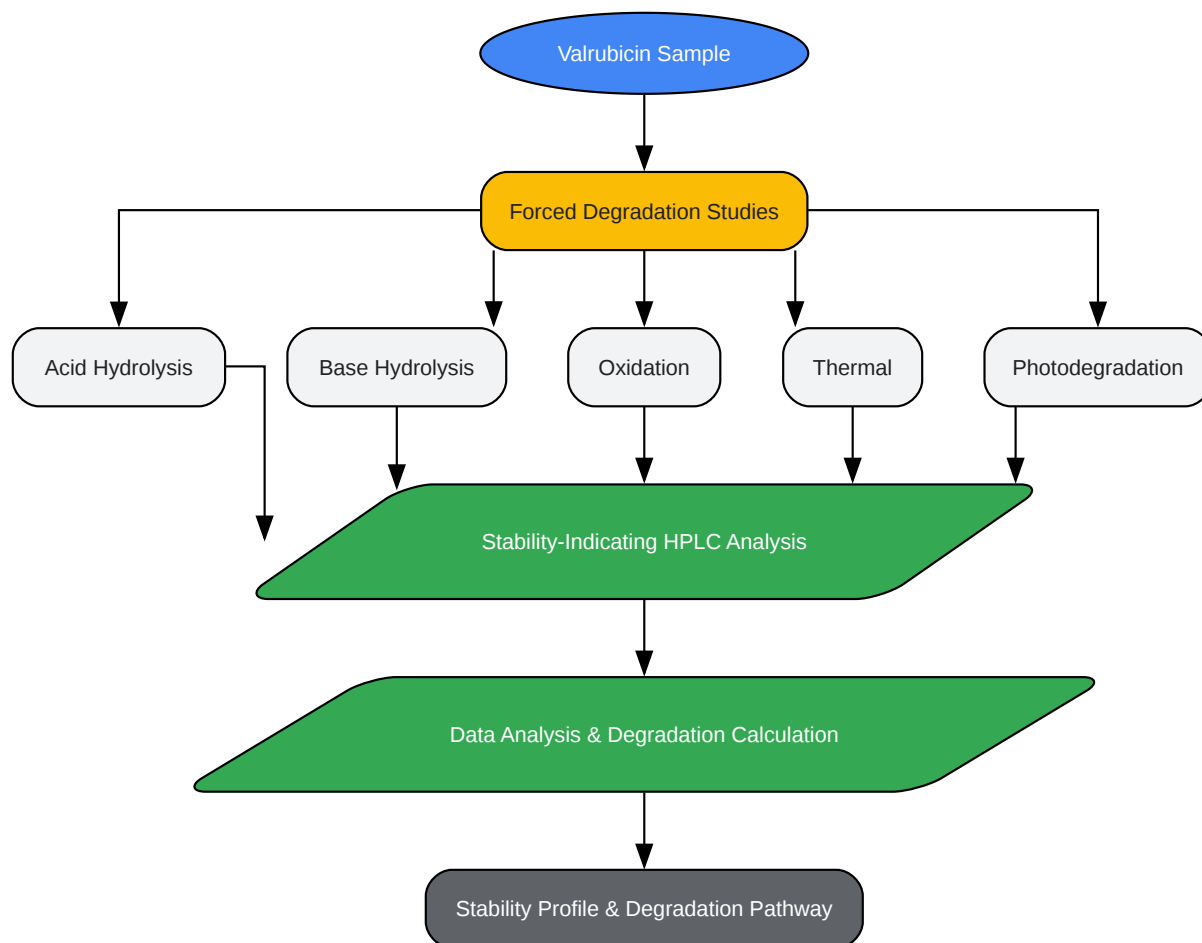 Valrubicin Sample
Forced Degradation Studies
Acid Hydrolysis
Base Hydrolysis
Oxidation
Thermal
Photodegradation
Stability-Indicating HPLC Analysis
Data Analysis & Degradation Calculation
Stability Profile & Degradation Pathway